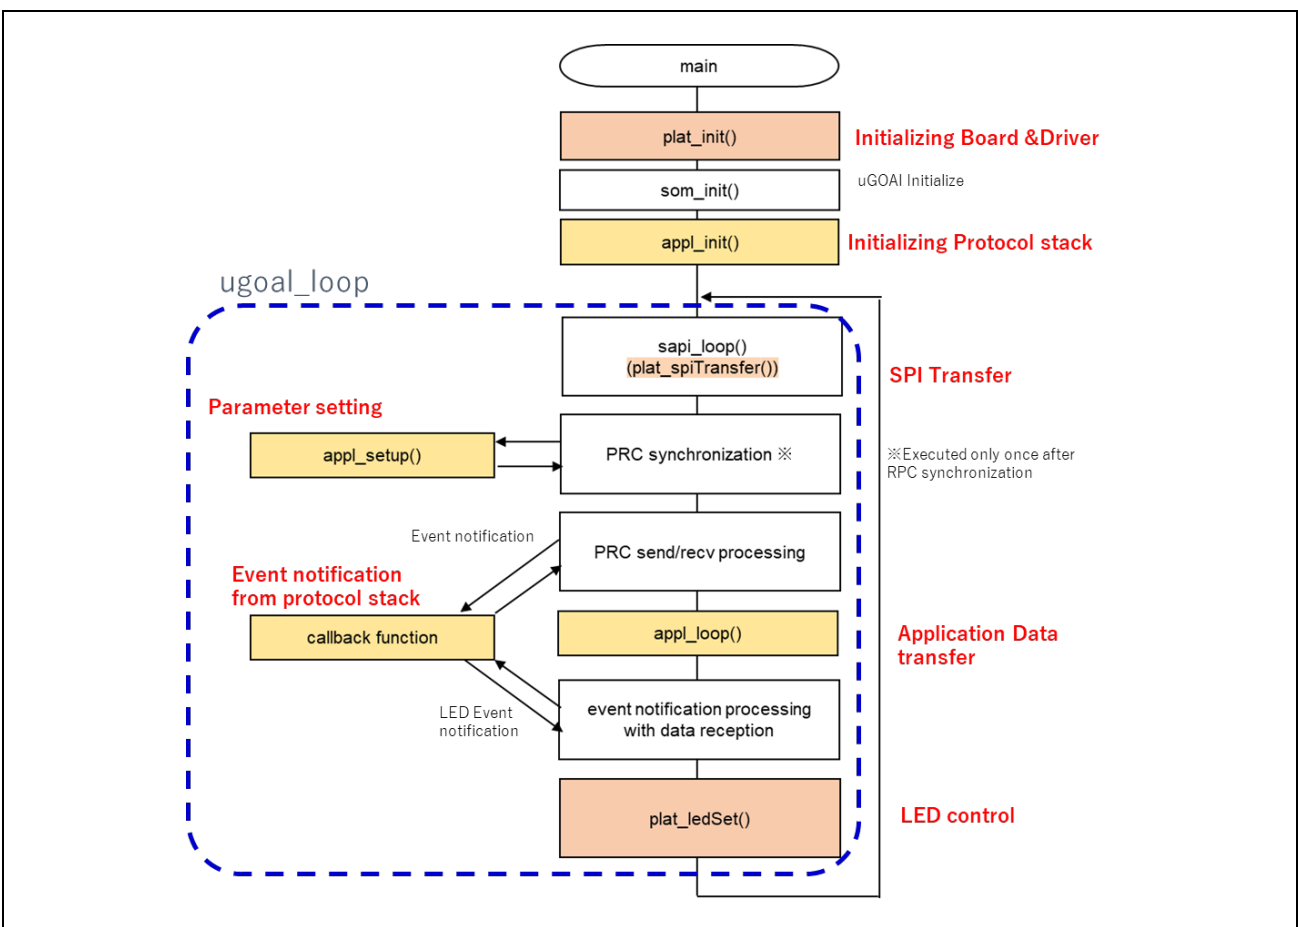 main
plat_init()
Initializing Board &Driver
som_init()
uGOAI Initialize
appl_init()
Initializing Protocol stack
ugoal_loop
sapi_loop()
(plat_spiTransfer())
SPI Transfer
Parameter setting
appl_setup()
PRC synchronization ※
※Executed only once after
RPC synchronization
Event notification
PRC send/recv processing
Event notification
from protocol stack
callback function
appl_loop()
Application Data
transfer
LED Event
notification
event notification processing
with data reception
plat_ledSet()
LED control